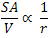 SA/V ∝ 1/r